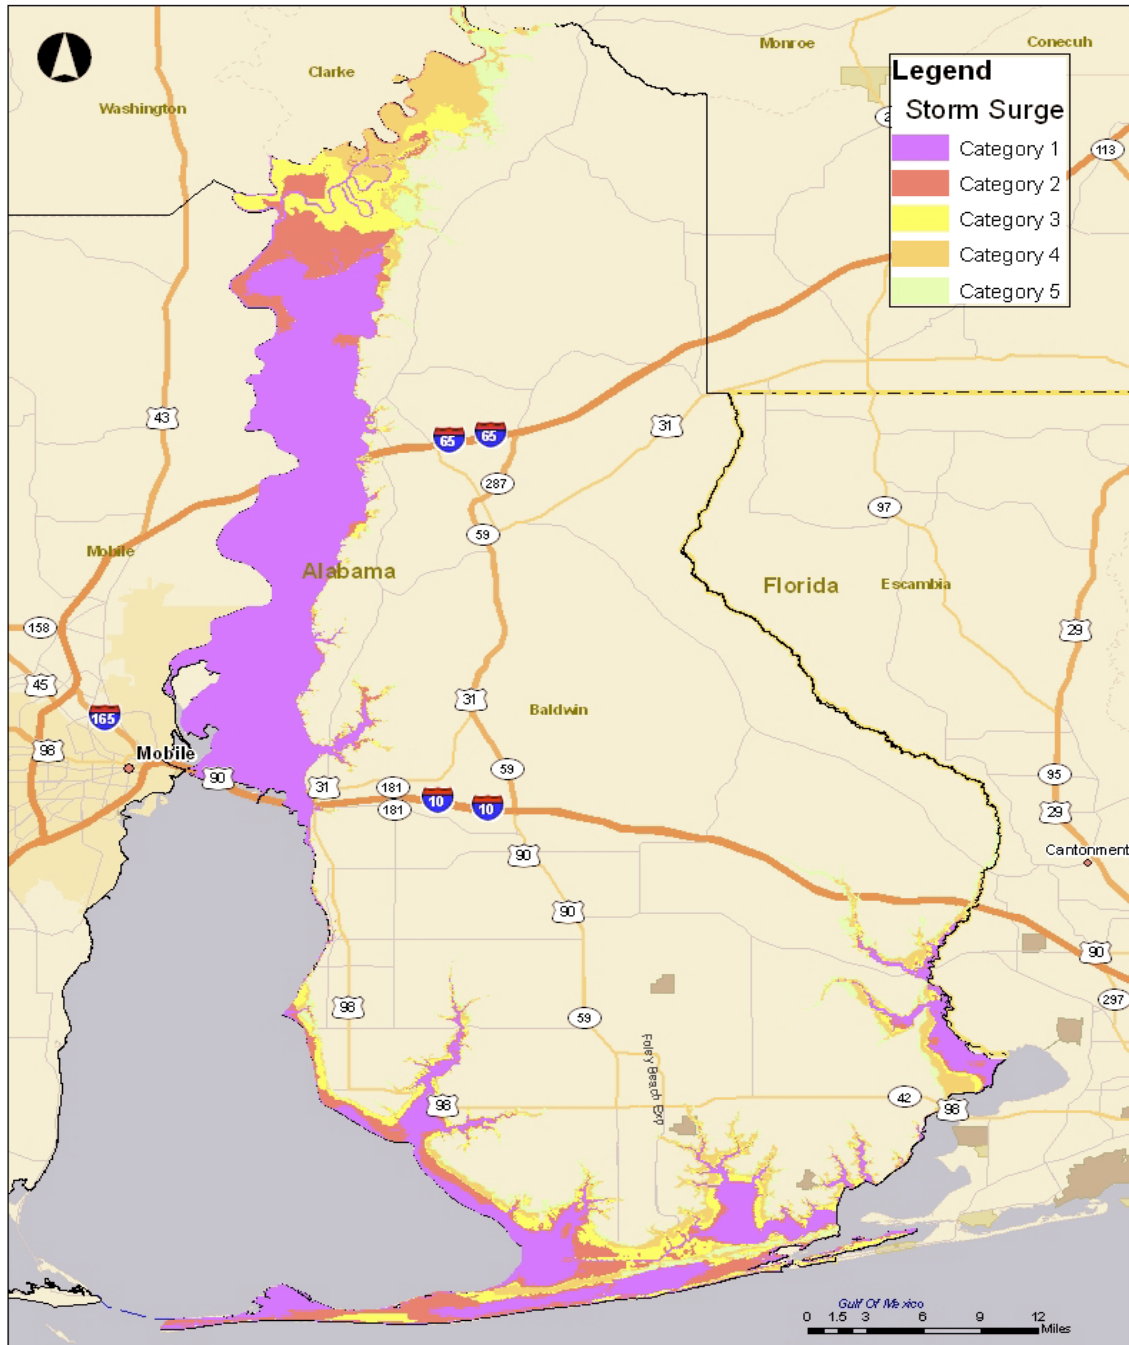 Monroe
Conecuh
Clarke
Washington
Legend
Storm Surge
Category 1
Category 2
Category 3
Category 4
Category 5
113
43
65
65
31
287
59
97
Mobile
Alabama
Florida
Escambia
158
29
45
165
31
Baldwin
98
Mobile
90
31
181
59
95
10
10
181
29
90
Cantonment
90
90
98
59
297
Foley Beach Exp
98
42
98
Gulf Of Mexico
0 1.5 3 6 9 12
Miles